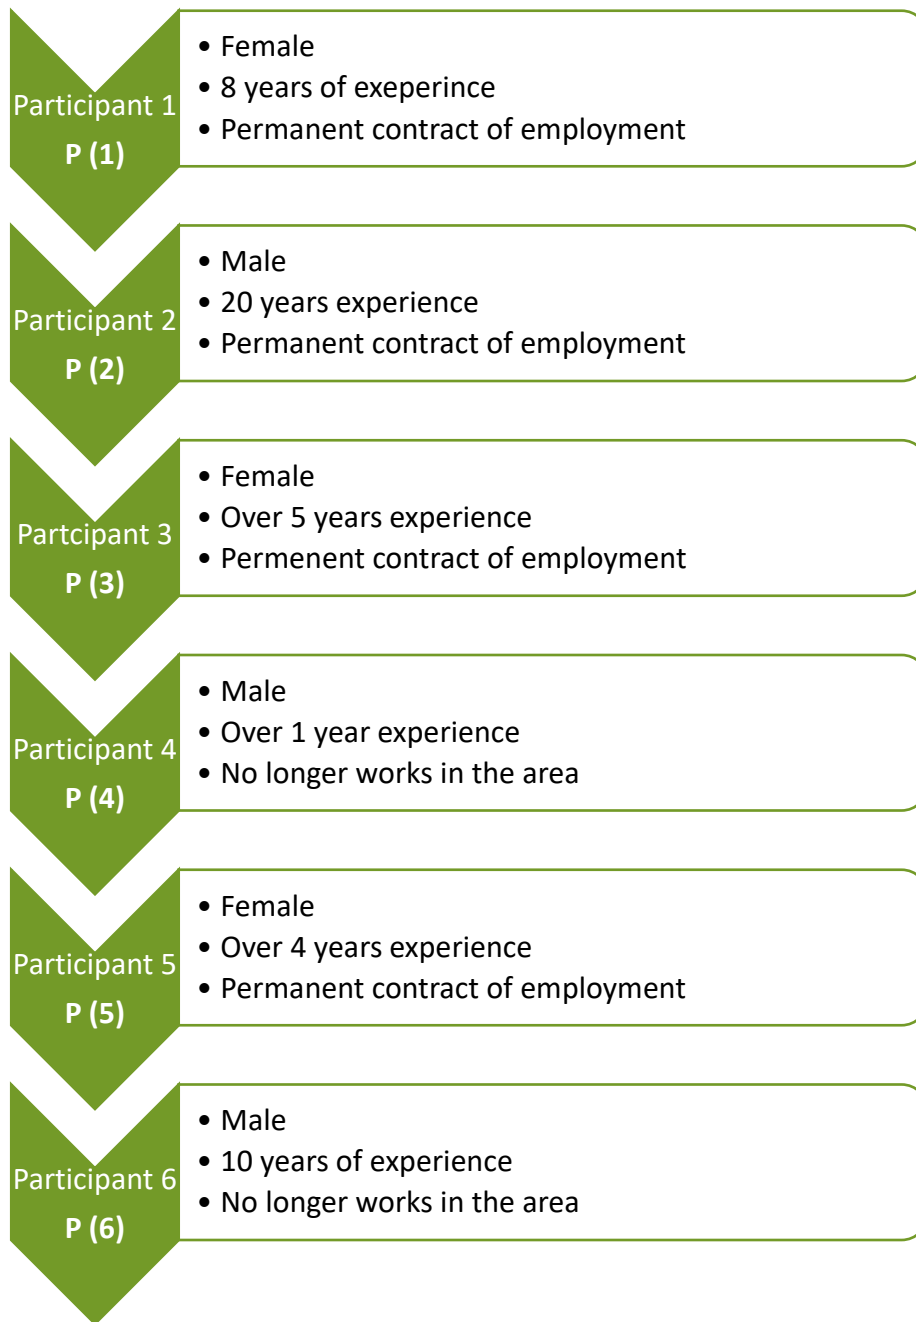 Participant 1
P (1)
• Female
• 8 years of exeperince
• Permanent contract of employment
Participant 2
P (2)
• Male
• 20 years experience
• Permanent contract of employment
Partcipant 3
P (3)
• Female
• Over 5 years experience
• Permenent contract of employment
Participant 4
P (4)
• Male
• Over 1 year experience
• No longer works in the area
Participant 5
P (5)
• Female
• Over 4 years experience
• Permanent contract of employment
Participant 6
P (6)
• Male
• 10 years of experience
• No longer works in the area